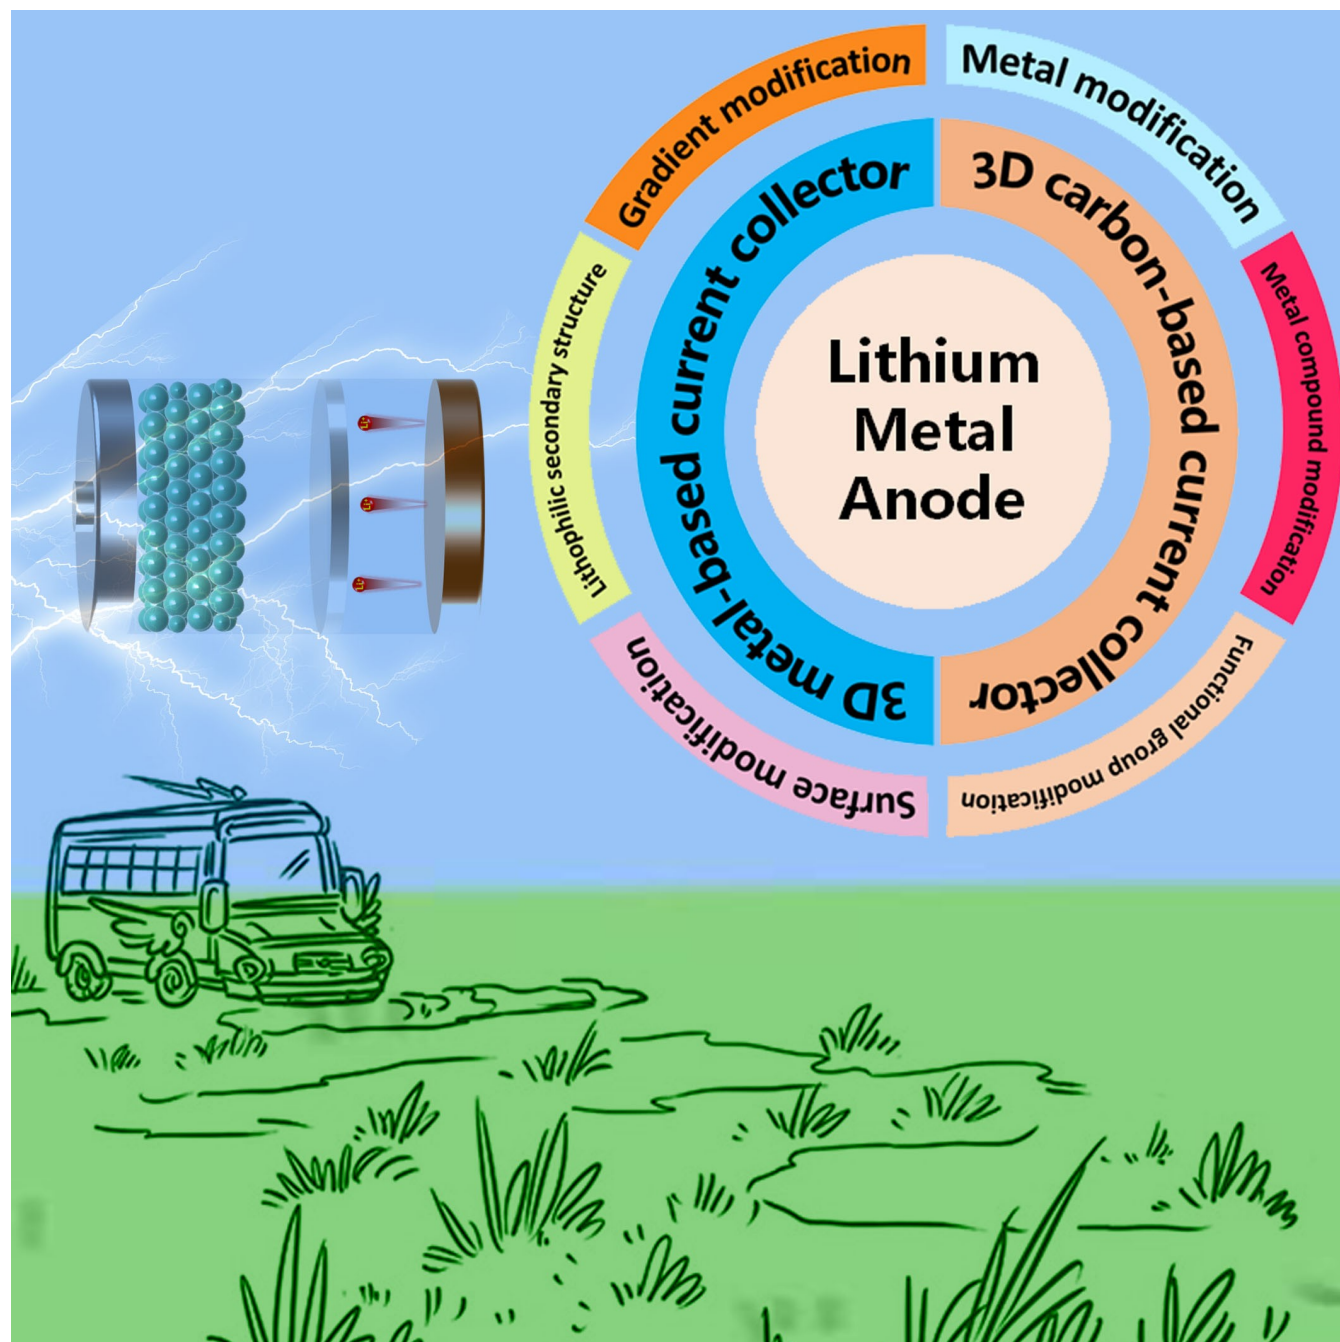 Gradient modification
Metal modification
3D metal-based current collector
3D carbon-based current collector
Lithophilic secondary structure
Metal compound modification
Lithium
Metal
Anode
Surface modification
Functional group modification